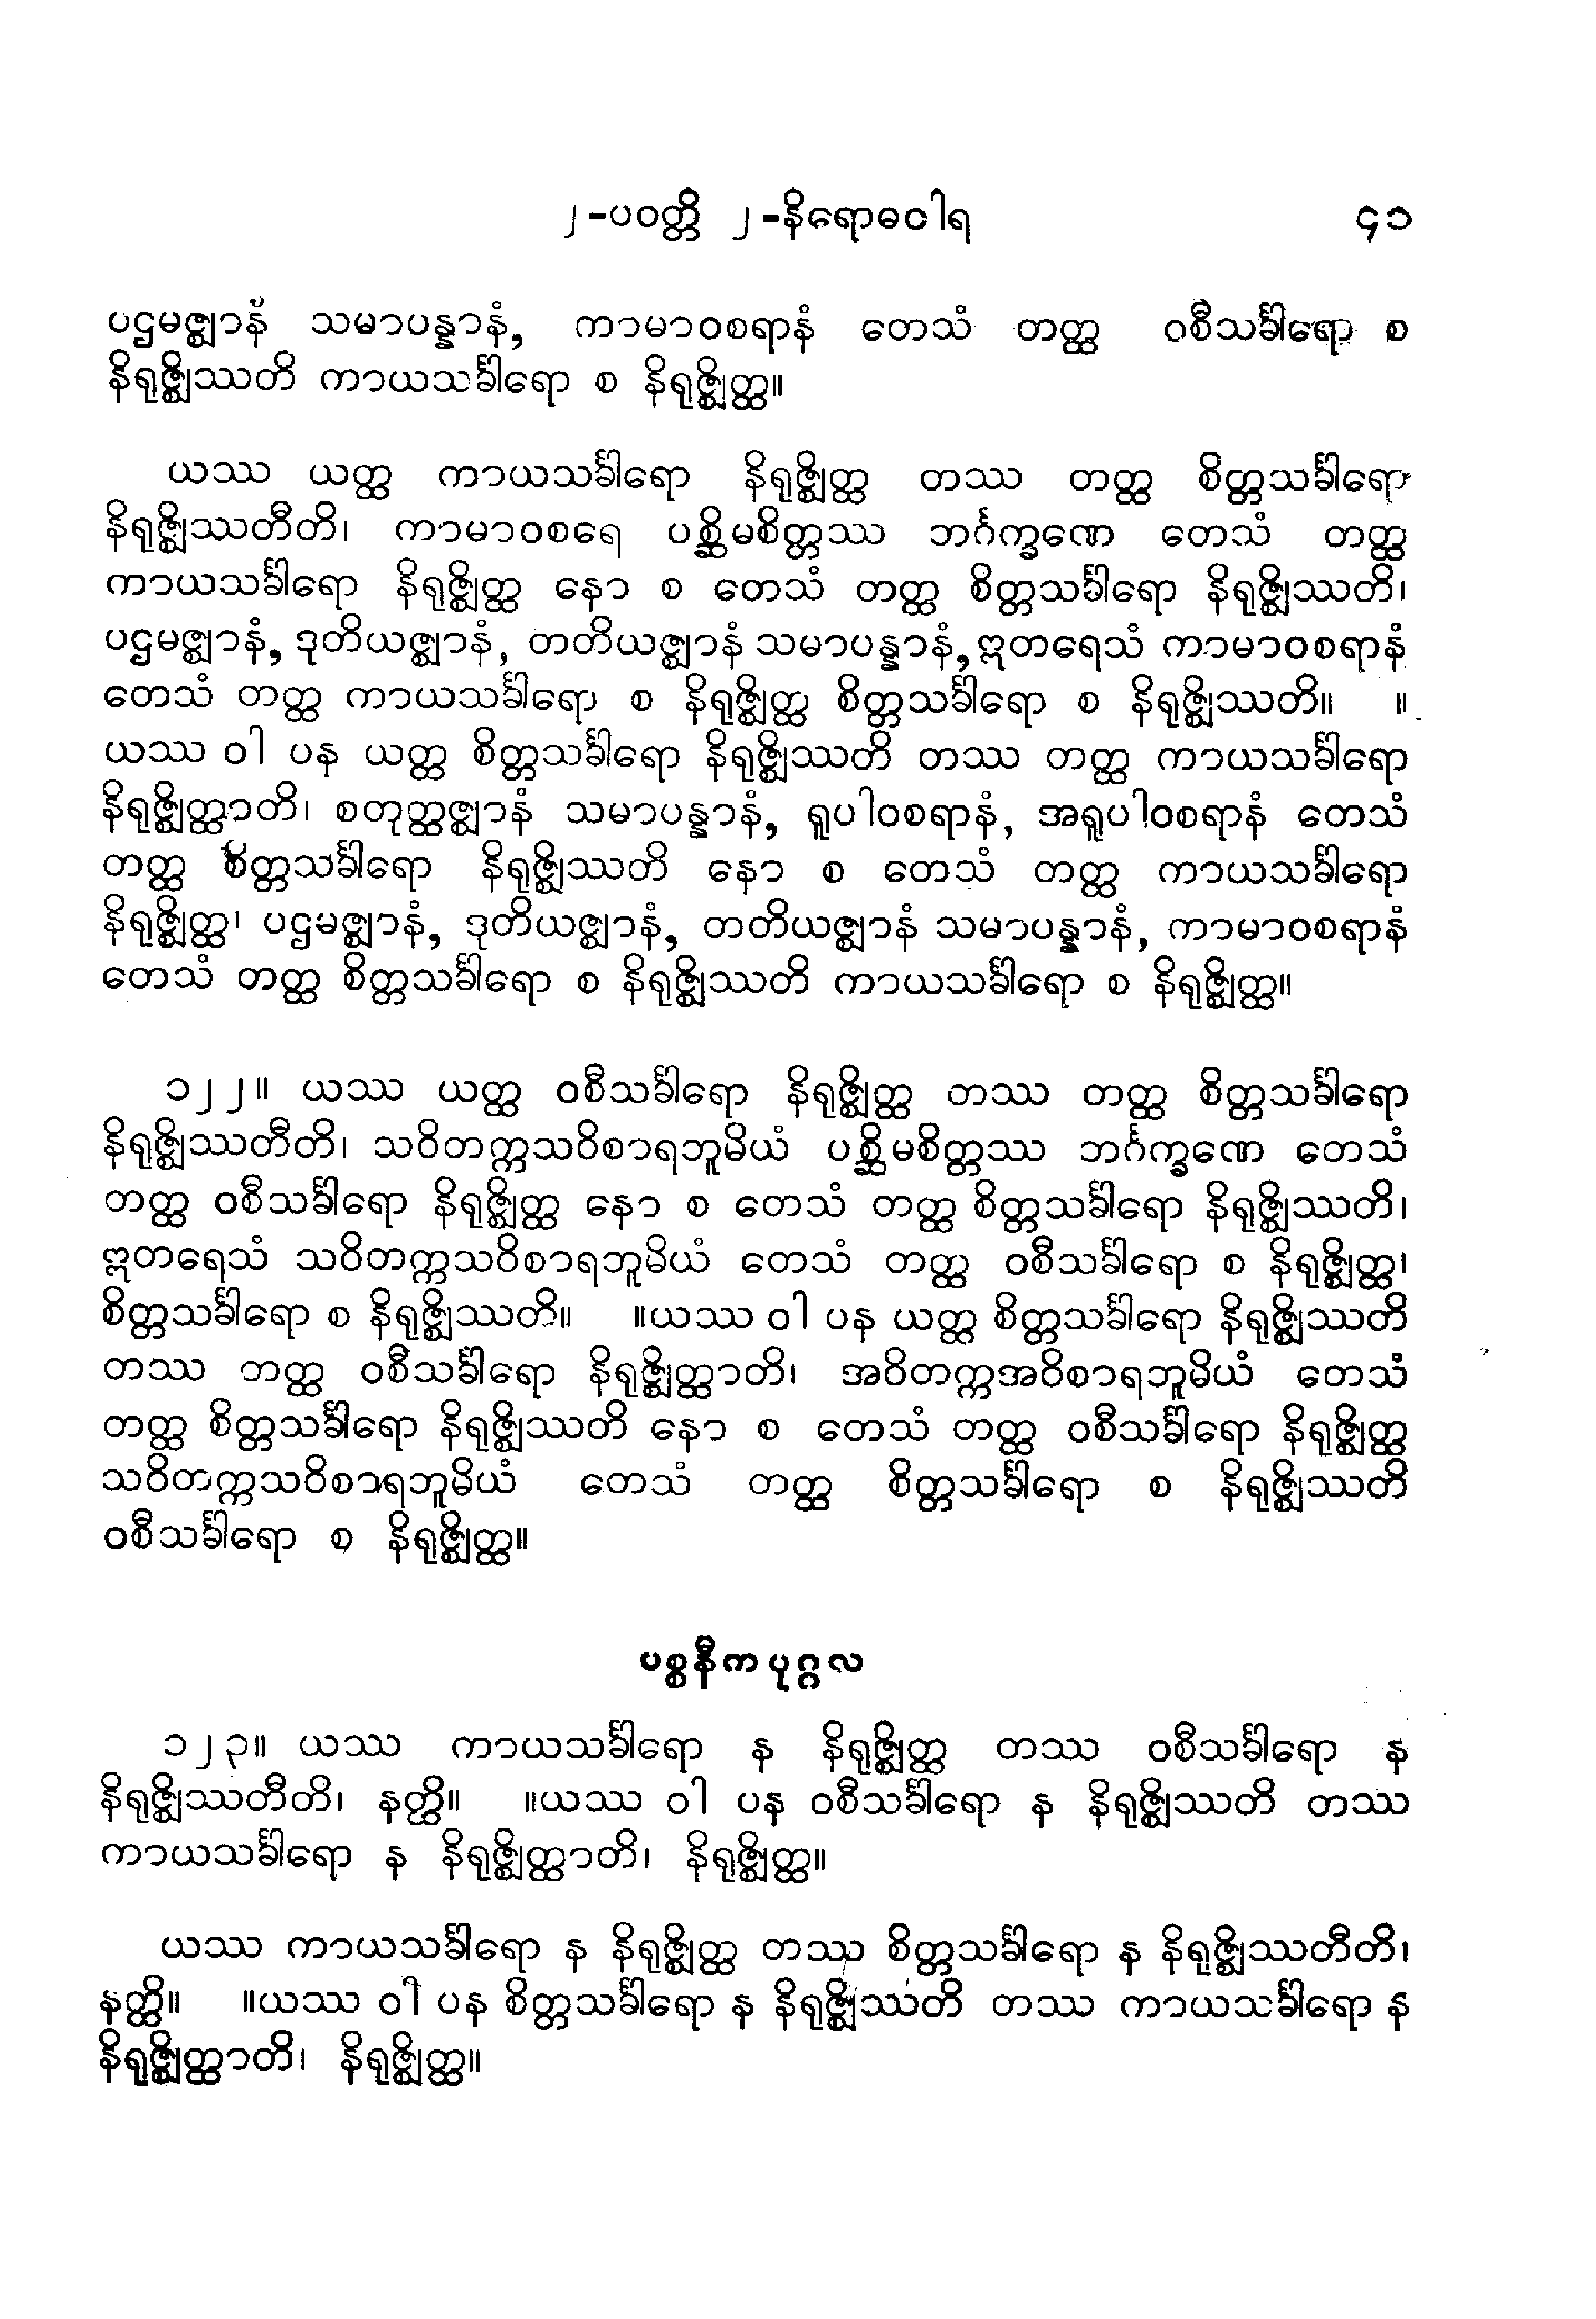 ၂-ပဝတ္တိ ၂-နိရောဓဝါရ ၄၁
ပဌမဇ္ဈာနံ သမာပန္နာနံ, ကာမာဝစရာနံ တေသံ တတ္ထ ဝစီသင်္ခါရော စ
နိရုဇ္ဈိဿတိ ကာယသင်္ခါရော စ နိရုဇ္ဈိတ္ထ။
ယဿ ယတ္ထ ကာယသင်္ခါရော နိရုဇ္ဈိတ္ထ တဿ တတ္ထ စိတ္တသင်္ခါရော
နိရုဇ္ဈိဿတီတိ၊ ကာမာဝစရေ ပစ္ဆိမစိတ္တဿ ဘင်္ဂက္ခဏေ တေသံ တတ္ထ
ကာယသင်္ခါရော နိရုဇ္ဈိတ္ထ နော စ တေသံ တတ္ထ စိတ္တသင်္ခါရော နိရုဇ္ဈိဿတိ၊
ပဌမဇ္ဈာနံ, ဒုတိယဇ္ဈာနံ, တတိယဇ္ဈာနံ သမာပန္နာနံ, ဣတရေသံ ကာမာဝစရာနံ
တေသံ တတ္ထ ကာယသင်္ခါရော စ နိရုဇ္ဈိတ္ထ စိတ္တသင်္ခါရော စ နိရုဇ္ဈိဿတိ။ ။
ယဿ ဝါ ပန ယတ္ထ စိတ္တသင်္ခါရော နိရုဇ္ဈိဿတိ တဿ တတ္ထ ကာယသင်္ခါရော
နိရုဇ္ဈိတ္ထာတိ၊ စတုတ္ထဇ္ဈာနံ သမာပန္နာနံ, ရူပါဝစရာနံ, အရူပါဝစရာနံ တေသံ
တတ္ထ စိတ္တသင်္ခါရော နိရုဇ္ဈိဿတိ နော စ တေသံ တတ္ထ ကာယသင်္ခါရော
နိရုဇ္ဈိတ္ထ၊ ပဌမဇ္ဈာနံ, ဒုတိယဇ္ဈာနံ, တတိယဇ္ဈာနံ သမာပန္နာနံ, ကာမာဝစရာနံ
တေသံ တတ္ထ စိတ္တသင်္ခါရော စ နိရုဇ္ဈိဿတိ ကာယသင်္ခါရော စ နိရုဇ္ဈိတ္ထ။
၁၂၂။ ယဿ ယတ္ထ ဝစီသင်္ခါရော နိရုဇ္ဈိတ္ထ တဿ တတ္ထ စိတ္တသင်္ခါရော
နိရုဇ္ဈိဿတီတိ၊ သဝိတက္ကသဝိစာရဘူမိယံ ပစ္ဆိမစိတ္တဿ ဘင်္ဂက္ခဏေ တေသံ
တတ္ထ ဝစီသင်္ခါရော နိရုဇ္ဈိတ္ထ နော စ တေသံ တတ္ထ စိတ္တသင်္ခါရော နိရုဇ္ဈိဿတိ၊
ဣတရေသံ သဝိတက္ကသဝိစာရဘူမိယံ တေသံ တတ္ထ ဝစီသင်္ခါရော စ နိရုဇ္ဈိတ္ထ၊
စိတ္တသင်္ခါရော စ နိရုဇ္ဈိဿတိ။ ။ယဿ ဝါ ပန ယတ္ထ စိတ္တသင်္ခါရော နိရုဇ္ဈိဿတိ
တဿ တတ္ထ ဝစီသင်္ခါရော နိရုဇ္ဈိတ္ထာတိ၊ အဝိတက္ကအဝိစာရဘူမိယံ တေသံ
တတ္ထ စိတ္တသင်္ခါရော နိရုဇ္ဈိဿတိ နော စ တေသံ တတ္ထ ဝစီသင်္ခါရော နိရုဇ္ဈိတ္ထ
သဝိတက္ကသဝိစာရဘူမိယံ တေသံ တတ္ထ စိတ္တသင်္ခါရော စ နိရုဇ္ဈိဿတိ
ဝစီသင်္ခါရော စ နိရုဇ္ဈိတ္ထ။
ပစ္စနီကပုဂ္ဂလ
၁၂၃။ ယဿ ကာယသင်္ခါရော န နိရုဇ္ဈိတ္ထ တဿ ဝစီသင်္ခါရော န
နိရုဇ္ဈိဿတီတိ၊ နတ္ထိ။ ။ယဿ ဝါ ပန ဝစီသင်္ခါရော န နိရုဇ္ဈိဿတိ တဿ
ကာယသင်္ခါရော န နိရုဇ္ဈိတ္ထာတိ၊ နိရုဇ္ဈိတ္ထ။
ယဿ ကာယသင်္ခါရော န နိရုဇ္ဈိတ္ထ တဿ စိတ္တသင်္ခါရော န နိရုဇ္ဈိဿတီတိ၊
နတ္ထိ။ ။ယဿ ဝါ ပန စိတ္တသင်္ခါရော န နိရုဇ္ဈိဿတိ တဿ ကာယသင်္ခါရော န
နိရုဇ္ဈိတ္ထာတိ၊ နိရုဇ္ဈိတ္ထ။